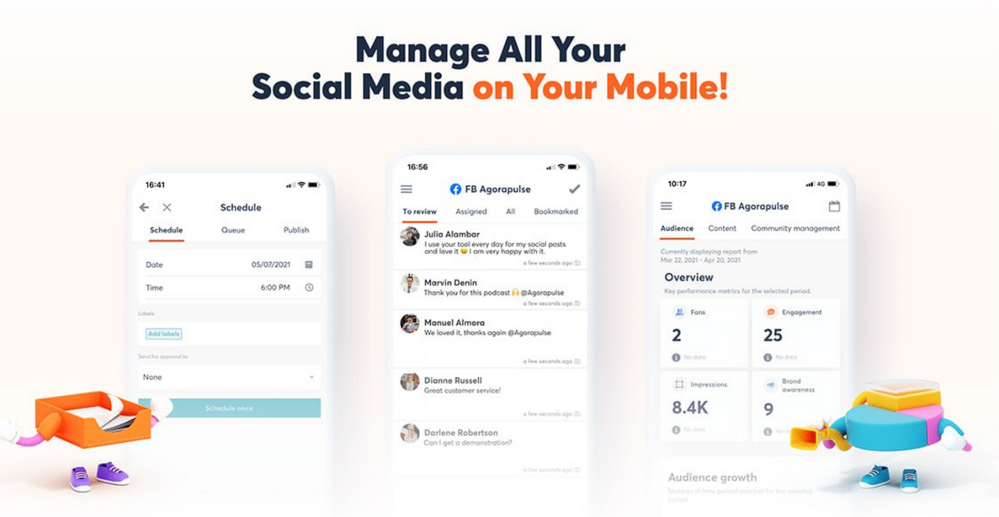 Manage All Your
Social Media on Your Mobile!
16:41
Schedule
Schedule Queue Publish
Date 05/07/2021
Time 6:00 PM
Labels
Add labels
Send for approval to
None
Schedule once
16:56
FB Agorapulse
To review Assigned All Bookmarked
Julia Alambar
I use your tool every day for my social posts
and love it 😄 I am very happy with it.
a few seconds ago
Marvin Denin
Thank you for this podcast 🙌 @Agorapulse
a few seconds ago
Manuel Almora
We loved it, thanks again @Agorapulse
a few seconds ago
Dianne Russell
Great customer service!
a few seconds ago
Darlene Robertson
Can I get a demonstration?
a few seconds ago
10:17
4G
FB Agorapulse
Audience Content Community management
Currently displaying report from
Mar 22, 2021 - Apr 20, 2021
Overview
Key performance metrics for the selected period.
Fans
2
No data
Engagement
25
No data
Impressions
8.4K
No data
Brand
awareness
9
Audience growth
Number of fans gained and lost for the selected
period.